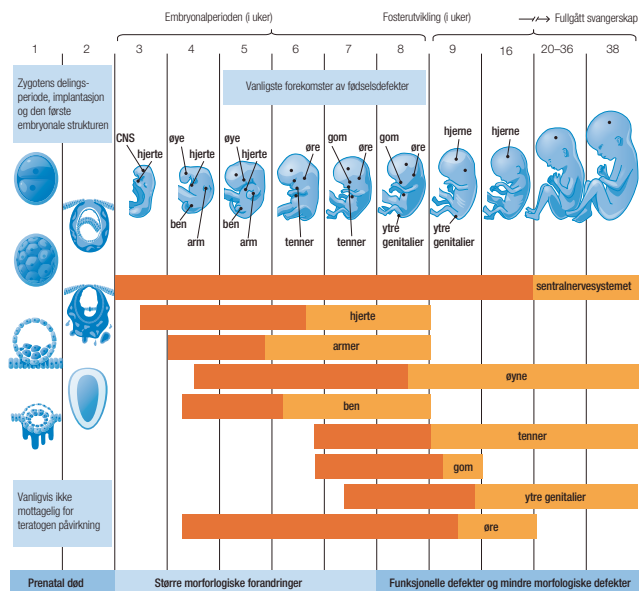 Embryonalperioden (i uker)
Fosterutvikling (i uker)
Fullgått svangerskap
1
2
3
4
5
6
7
8
9
16
20–36
38
Zygotens delings-
periode, implantasjon
og den første
embryonale strukturen
Vanligste forekomster av fødselsdefekter
CNS
hjerte
øye
hjerte
ben
arm
øye
hjerte
ben
arm
øre
tenner
gom
øre
tenner
gom
øre
ytre
genitalier
hjerne
ytre
genitalier
hjerne
sentralnervesystemet
hjerte
armer
øyne
ben
tenner
gom
ytre genitalier
øre
Vanligvis ikke
mottagelig for
teratogen påvirkning
Prenatal død
Større morforlogiske forandringer
Funksjonelle defekter og mindre morfologiske defekter